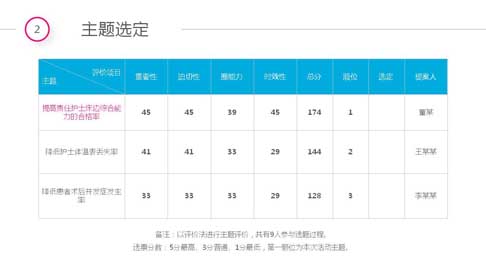 2
主题选定
评价项目
主题
重要性 迫切性 圈能力 时效性 总分 顺位 选定 提案人
提高责任护士床边综合能
力的合格率
45 45 39 45 174 1 董某
降低护士体温表丢失率
41 41 33 29 144 2 王某某
降低患者术后并发症发生
率
33 33 33 29 128 3 李某某
备注：以评价法进行主题评价，共有9人参与选题过程。
选票分数：5分最高、3分普通、1分最低，第一顺位为本次活动主题。